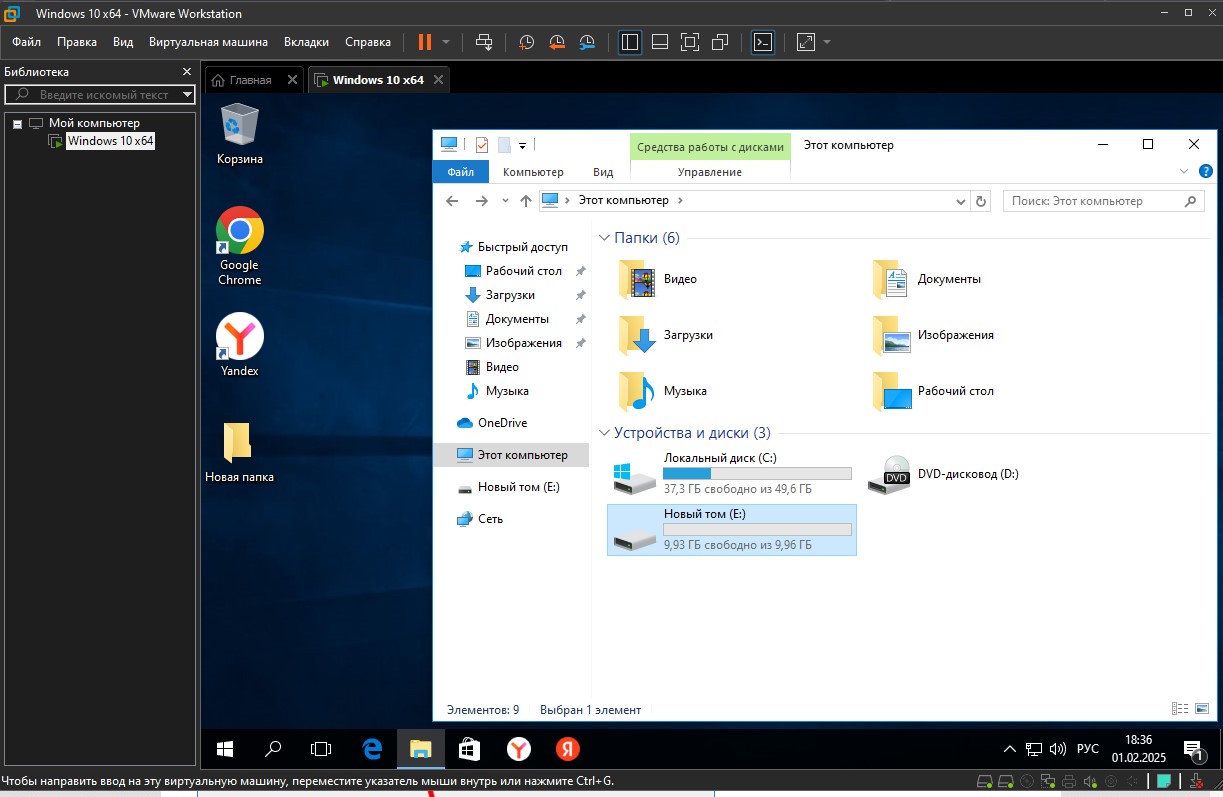 Windows 10 x64 - VMware Workstation
Файл Правка Вид Виртуальная машина Вкладки Справка
Библиотека
Введите искомый текст
Мой компьютер
Windows 10 x64
Главная Windows 10 x64
Корзина
Google
Chrome
Yandex
Новая папка
Средства работы с дисками Этот компьютер
Файл Компьютер Вид Управление
Этот компьютер
Поиск: Этот компьютер
Быстрый доступ
Рабочий стол
Загрузки
Документы
Изображения
Видео
Музыка
OneDrive
Этот компьютер
Новый том (E:)
Сеть
Папки (6)
Видео
Документы
Загрузки
Изображения
Музыка
Рабочий стол
Устройства и диски (3)
Локальный диск (C:)
37,3 ГБ свободно из 49,6 ГБ
DVD
DVD-дисковод (D:)
Новый том (E:)
9,93 ГБ свободно из 9,96 ГБ
Элементов: 9 Выбран 1 элемент
РУС
18:36
01.02.2025
1
Чтобы направить ввод на эту виртуальную машину, переместите указатель мыши внутрь или нажмите Ctrl+G.